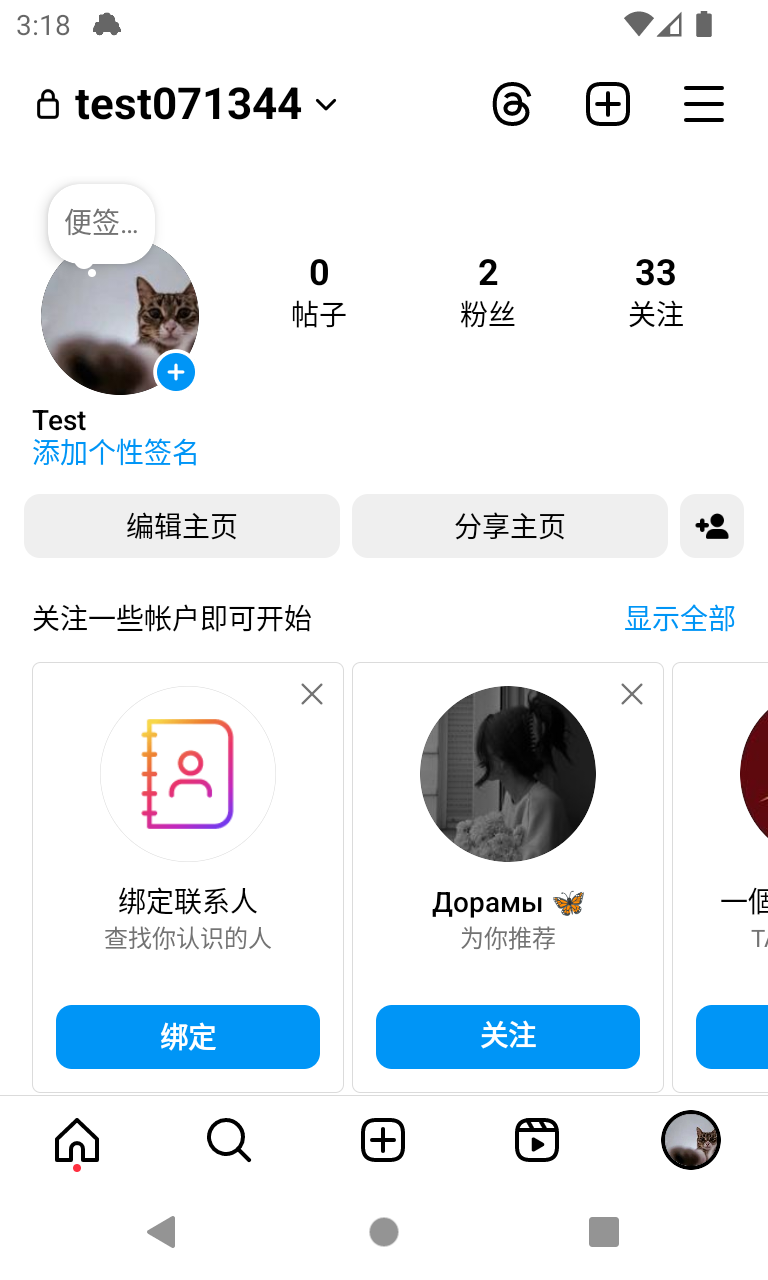 3:18
test071344
便签...
0
帖子
2
粉丝
33
关注
Test
添加个性签名
编辑主页
分享主页
关注一些帐户即可开始
显示全部
绑定联系人
查找你认识的人
绑定
Дорамы 🦋
为你推荐
关注
一個